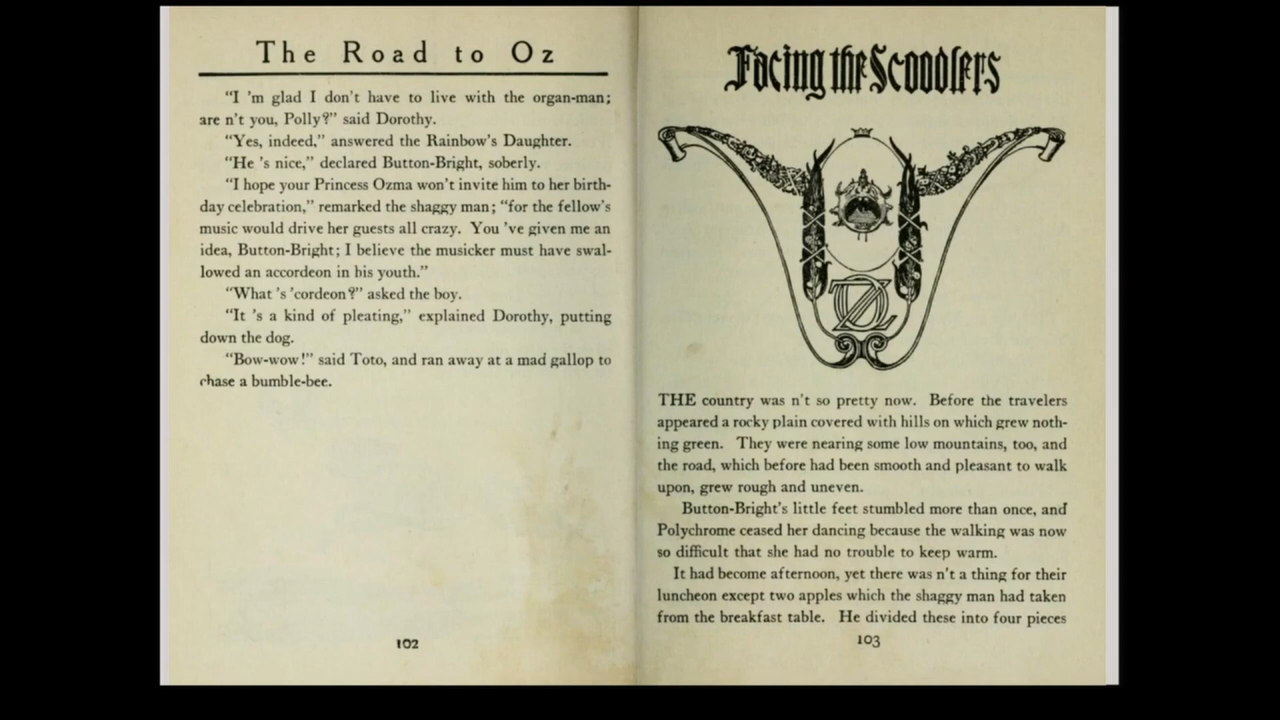 The Road to Oz
"I 'm glad I don't have to live with the organ-man;
are n't you, Polly?" said Dorothy.
"Yes, indeed," answered the Rainbow's Daughter.
"He 's nice," declared Button-Bright, soberly.
"I hope your Princess Ozma won't invite him to her birth-
day celebration," remarked the shaggy man; "for the fellow's
music would drive her guests all crazy. You 've given me an
idea, Button-Bright; I believe the musicker must have swal-
lowed an accordeon in his youth."
"What 's 'cordeon?" asked the boy.
"It 's a kind of pleating," explained Dorothy, putting
down the dog.
"Bow-wow!" said Toto, and ran away at a mad gallop to
chase a bumble-bee.
102
Facing the Scoodlers
OZ
THE country was n't so pretty now. Before the travelers
appeared a rocky plain covered with hills on which grew noth-
ing green. They were nearing some low mountains, too, and
the road, which before had been smooth and pleasant to walk
upon, grew rough and uneven.
Button-Bright's little feet stumbled more than once, and
Polychrome ceased her dancing because the walking was now
so difficult that she had no trouble to keep warm.
It had become afternoon, yet there was n't a thing for their
luncheon except two apples which the shaggy man had taken
from the breakfast table. He divided these into four pieces
103